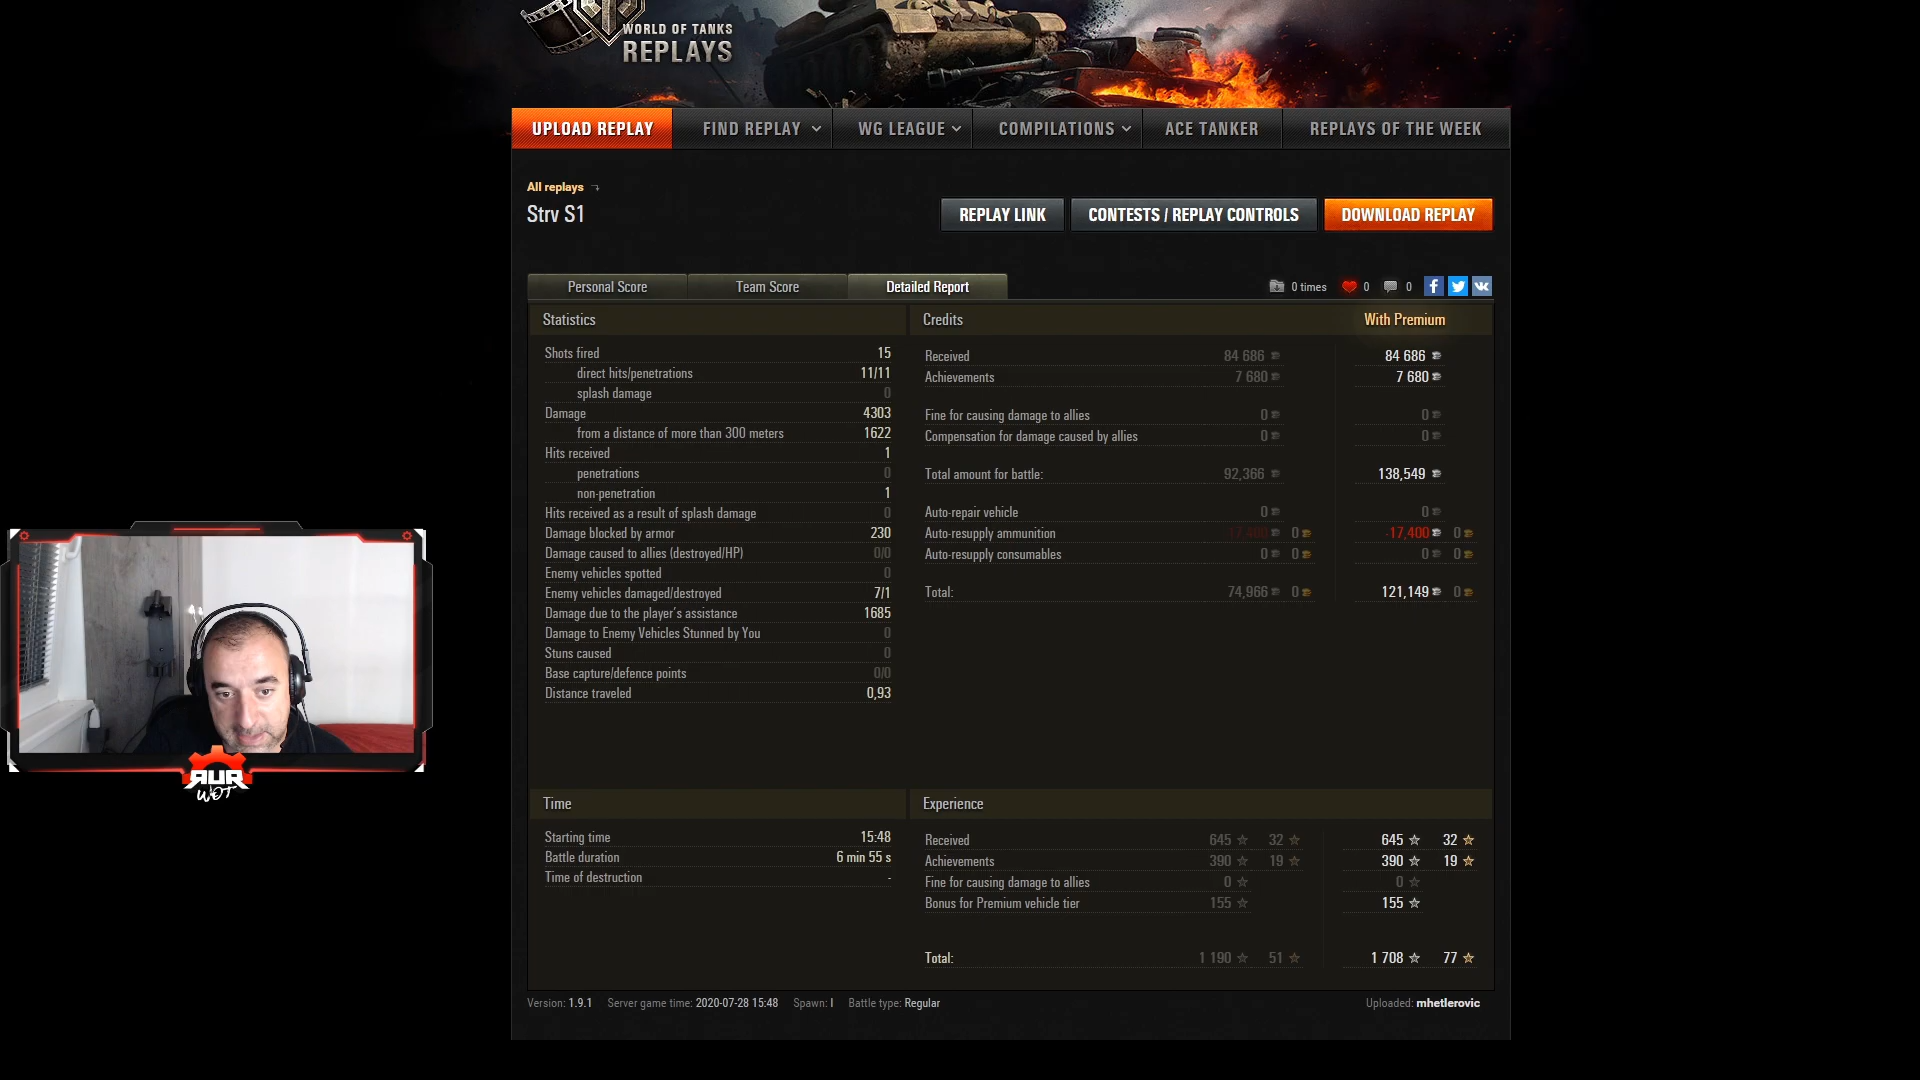 WORLD OF TANKS
REPLAYS
UPLOAD REPLAY FIND REPLAY WG LEAGUE COMPILATIONS ACE TANKER REPLAYS OF THE WEEK
All replays
Strv S1
REPLAY LINK CONTESTS / REPLAY CONTROLS DOWNLOAD REPLAY
Personal Score Team Score Detailed Report 0 times 0 0
Statistics
Shots fired 15
direct hits/penetrations 11/11
splash damage 0
Damage 4303
from a distance of more than 300 meters 1622
Hits received 1
penetrations 0
non-penetration 1
Hits received as a result of splash damage 0
Damage blocked by armor 230
Damage caused to allies (destroyed/HP) 0/0
Enemy vehicles spotted 0
Enemy vehicles damaged/destroyed 7/1
Damage due to the player's assistance 1685
Damage to Enemy Vehicles Stunned by You 0
Stuns caused 0
Base capture/defence points 0/0
Distance traveled 0,93
Credits With Premium
Received 84 686 84 686
Achievements 7 680 7 680
Fine for causing damage to allies 0 0
Compensation for damage caused by allies 0 0
Total amount for battle: 92,366 138,549
Auto-repair vehicle 0 0
Auto-resupply ammunition -17,400 0 -17,400 0
Auto-resupply consumables 0 0 0 0
Total: 74,966 0 121,149 0
RUR
WOT
Time
Starting time 15:48
Battle duration 6 min 55 s
Time of destruction -
Experience
Received 645 32 645 32
Achievements 390 19 390 19
Fine for causing damage to allies 0 0
Bonus for Premium vehicle tier 155 155
Total: 1 190 51 1 708 77
Version: 1.9.1 Server game time: 2020-07-28 15:48 Spawn: I Battle type: Regular Uploaded: mhetlerovic